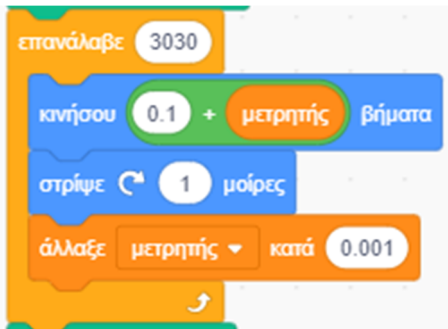 επανάλαβε 3030
κινήσου 0.1 + μετρητής βήματα
στρίψε 1 μοίρες
άλλαξε μετρητής κατά 0.001